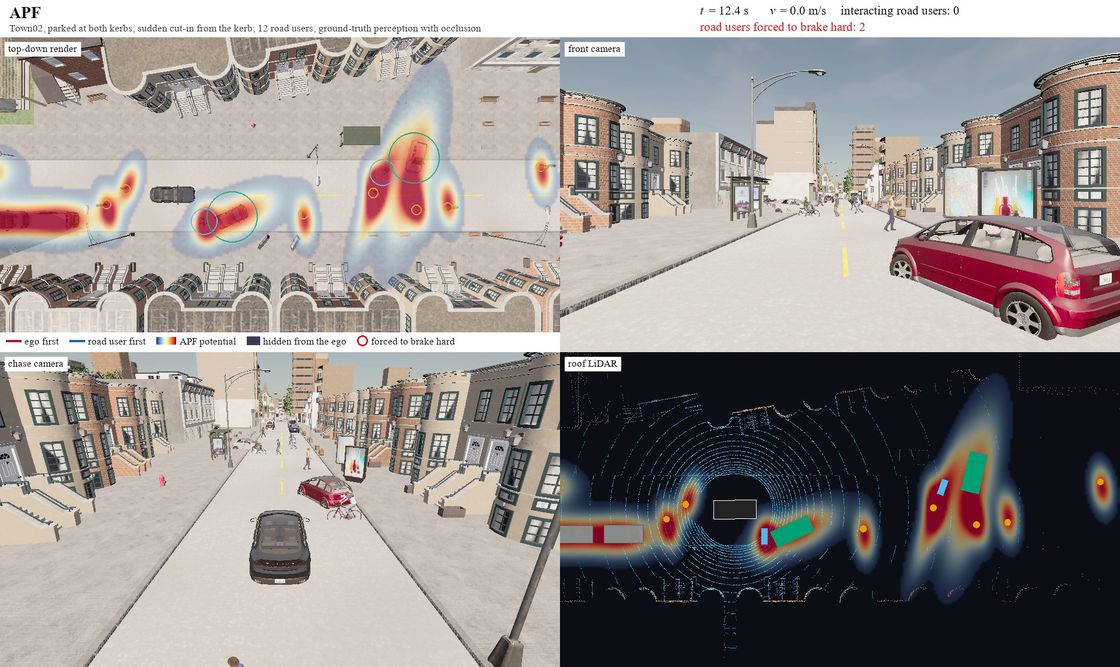 APF
Town02, parked at both kerbs; sudden cut-in from the kerb; 12 road users; ground-truth perception with occlusion
t = 12.4 s v = 0.0 m/s interacting road users: 0
road users forced to brake hard: 2
top-down render
front camera
ego first road user first APF potential hidden from the ego forced to brake hard
chase camera
roof LiDAR